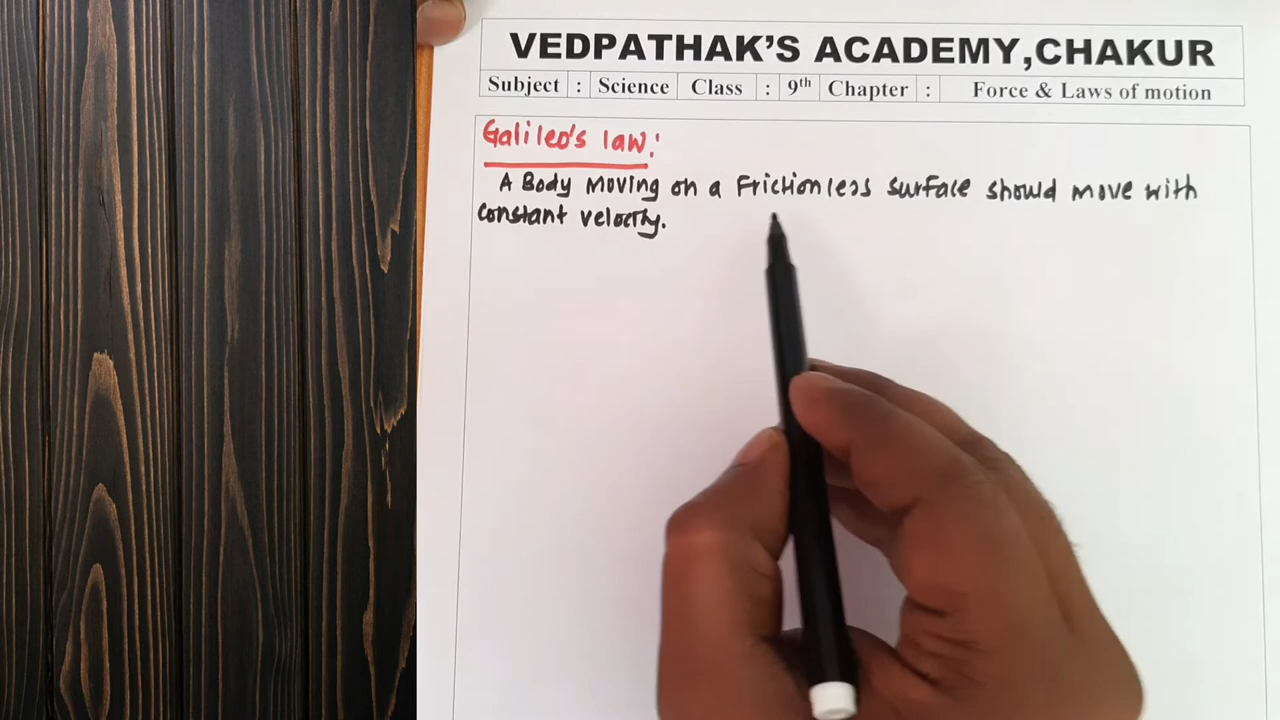 VEDPATHAK'S ACADEMY,CHAKUR
Subject : Science Class : 9th Chapter : Force & Laws of motion
Galileo's law:
A Body moving on a Frictionless surface should move with
constant velocity.